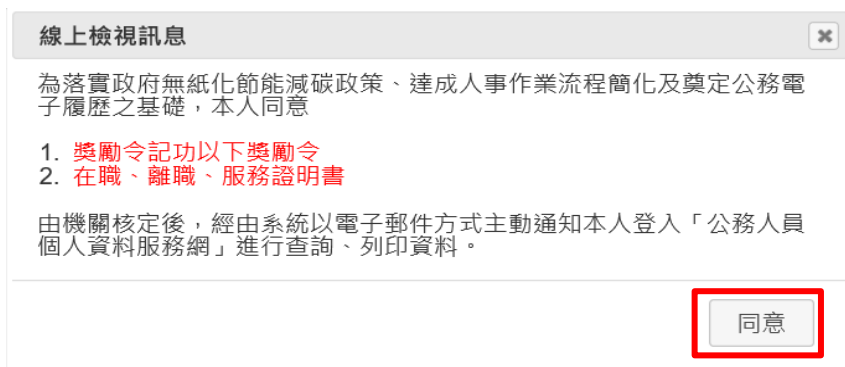 線上檢視訊息
為落實政府無紙化節能減碳政策、達成人事作業流程簡化及奠定公務電
子履歷之基礎，本人同意
1. 獎勵令記功以下獎勵令
2. 在職、離職、服務證明書
由機關核定後，經由系統以電子郵件方式主動通知本人登入「公務人員
個人資料服務網」進行查詢、列印資料。
同意